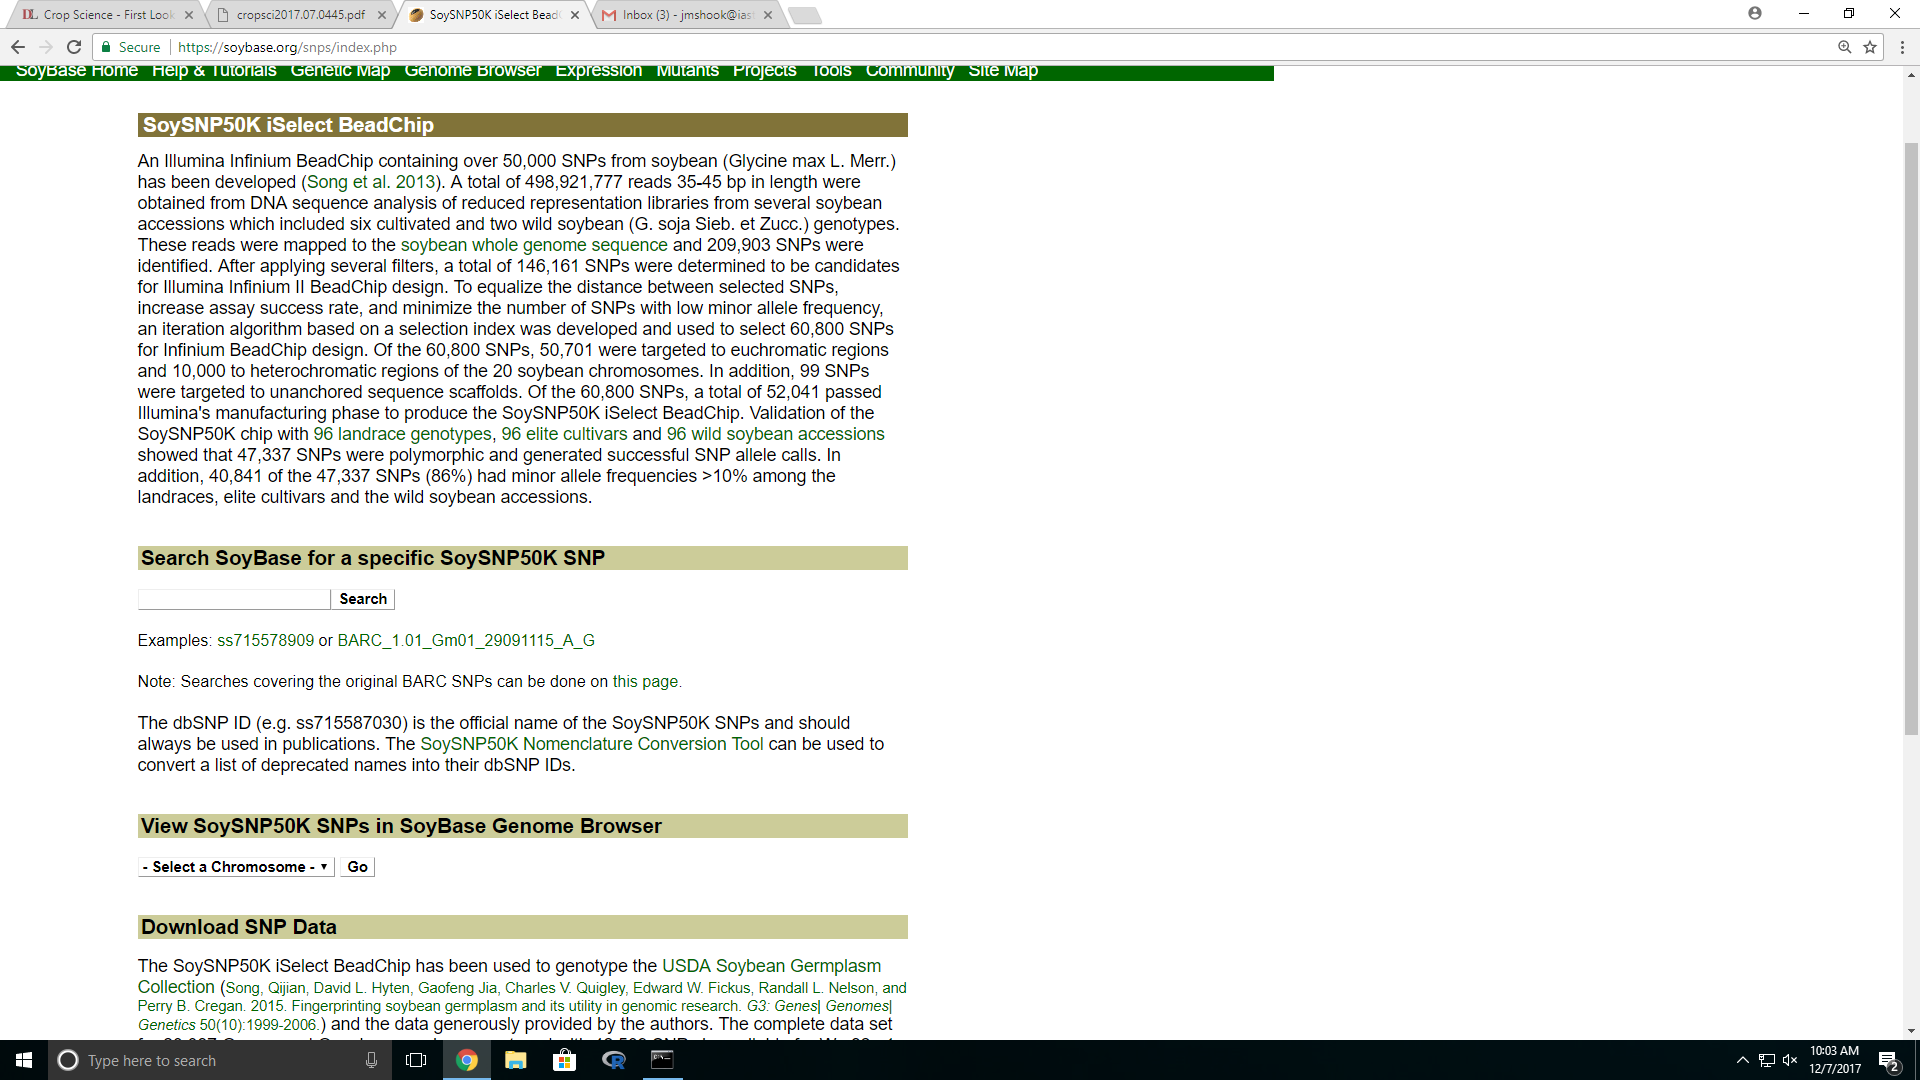 Crop Science - First Look
cropsci2017.07.0445.pdf
SoySNP50K iSelect Bead
Inbox (3) - jmshook@ias
Secure
https://soybase.org/snps/index.php
SoyBase Home Help & Tutorials Genetic Map Genome Browser Expression Mutants Projects Tools Community Site Map
SoySNP50K iSelect BeadChip
An Illumina Infinium BeadChip containing over 50,000 SNPs from soybean (Glycine max L. Merr.)
has been developed (Song et al. 2013). A total of 498,921,777 reads 35-45 bp in length were
obtained from DNA sequence analysis of reduced representation libraries from several soybean
accessions which included six cultivated and two wild soybean (G. soja Sieb. et Zucc.) genotypes.
These reads were mapped to the soybean whole genome sequence and 209,903 SNPs were
identified. After applying several filters, a total of 146,161 SNPs were determined to be candidates
for Illumina Infinium II BeadChip design. To equalize the distance between selected SNPs,
increase assay success rate, and minimize the number of SNPs with low minor allele frequency,
an iteration algorithm based on a selection index was developed and used to select 60,800 SNPs
for Infinium BeadChip design. Of the 60,800 SNPs, 50,701 were targeted to euchromatic regions
and 10,000 to heterochromatic regions of the 20 soybean chromosomes. In addition, 99 SNPs
were targeted to unanchored sequence scaffolds. Of the 60,800 SNPs, a total of 52,041 passed
Illumina's manufacturing phase to produce the SoySNP50K iSelect BeadChip. Validation of the
SoySNP50K chip with 96 landrace genotypes, 96 elite cultivars and 96 wild soybean accessions
showed that 47,337 SNPs were polymorphic and generated successful SNP allele calls. In
addition, 40,841 of the 47,337 SNPs (86%) had minor allele frequencies >10% among the
landraces, elite cultivars and the wild soybean accessions.
Search SoyBase for a specific SoySNP50K SNP
Search
Examples: ss715578909 or BARC_1.01_Gm01_29091115_A_G
Note: Searches covering the original BARC SNPs can be done on this page.
The dbSNP ID (e.g. ss715587030) is the official name of the SoySNP50K SNPs and should
always be used in publications. The SoySNP50K Nomenclature Conversion Tool can be used to
convert a list of deprecated names into their dbSNP IDs.
View SoySNP50K SNPs in SoyBase Genome Browser
- Select a Chromosome - Go
Download SNP Data
The SoySNP50K iSelect BeadChip has been used to genotype the USDA Soybean Germplasm
Collection (Song, Qijian, David L. Hyten, Gaofeng Jia, Charles V. Quigley, Edward W. Fickus, Randall L. Nelson, and
Perry B. Cregan. 2015. Fingerprinting soybean germplasm and its utility in genomic research. G3: Genes| Genomes|
Genetics 50(10):1999-2006.) and the data generously provided by the authors. The complete data set
Type here to search
10:03 AM
12/7/2017
2